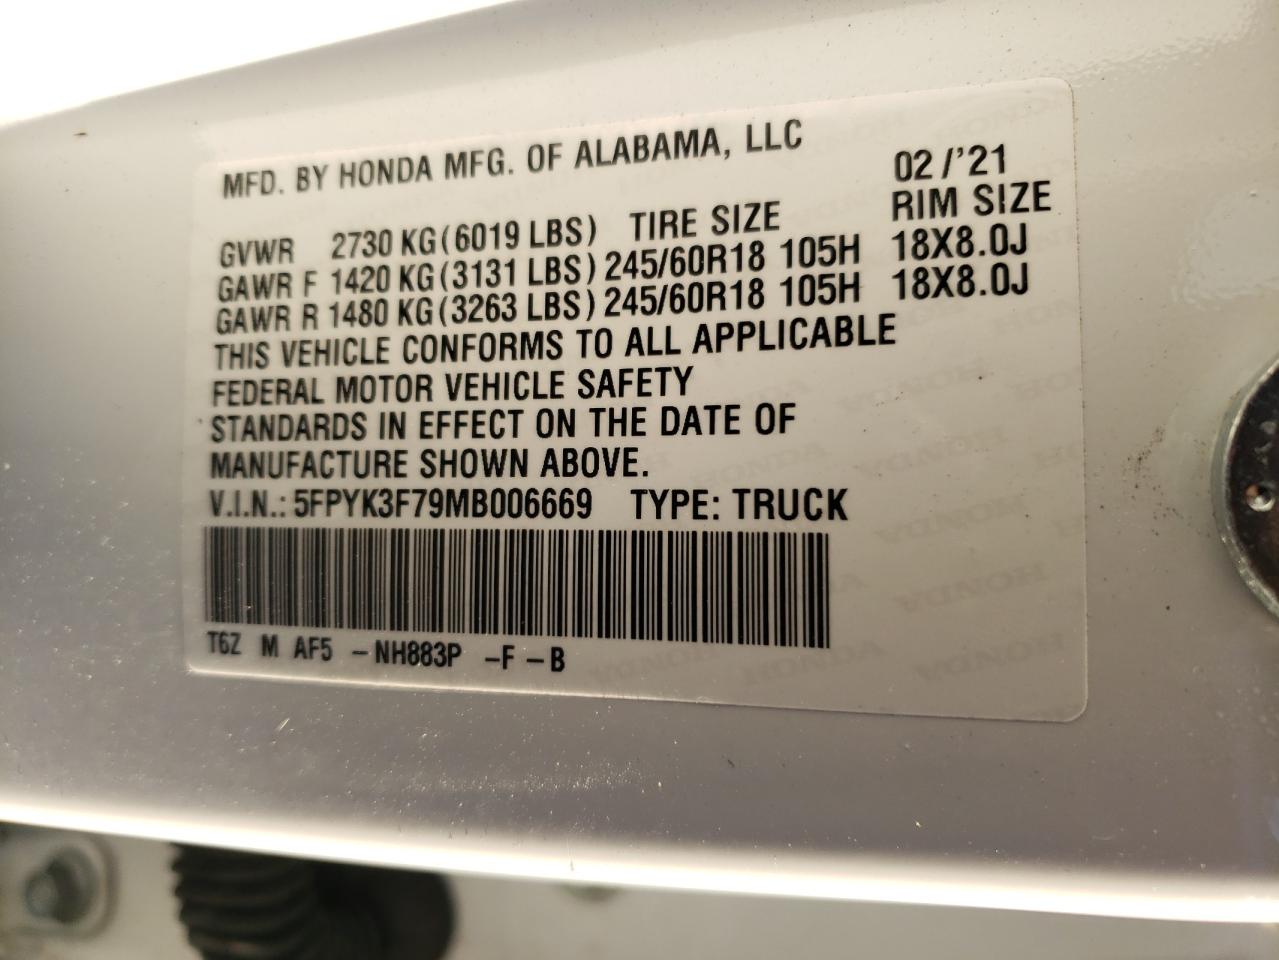 MFD. BY HONDA MFG. OF ALABAMA, LLC 02/'21
GVWR 2730 KG(6019 LBS) TIRE SIZE RIM SIZE
GAWR F 1420 KG(3131 LBS) 245/60R18 105H 18X8.0J
GAWR R 1480 KG(3263 LBS) 245/60R18 105H 18X8.0J
THIS VEHICLE CONFORMS TO ALL APPLICABLE
FEDERAL MOTOR VEHICLE SAFETY
STANDARDS IN EFFECT ON THE DATE OF
MANUFACTURE SHOWN ABOVE.
V.I.N.: 5FPYK3F79MB006669 TYPE: TRUCK
T6Z M AF5 -NH883P -F -B